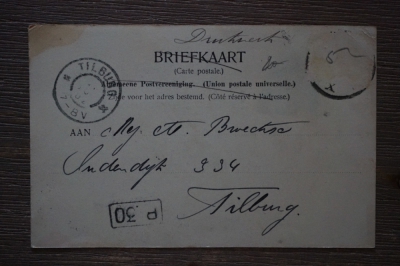 Drukwerk
BRIEFKAART
(Carte postale.)
Algemeene Postvereeniging. (Union postale universelle.)
Zijde voor het adres bestemd. (Côté réservé à l'adresse.)
TILBURG
AAN Mej. M.
334
Tilburg.
P.30